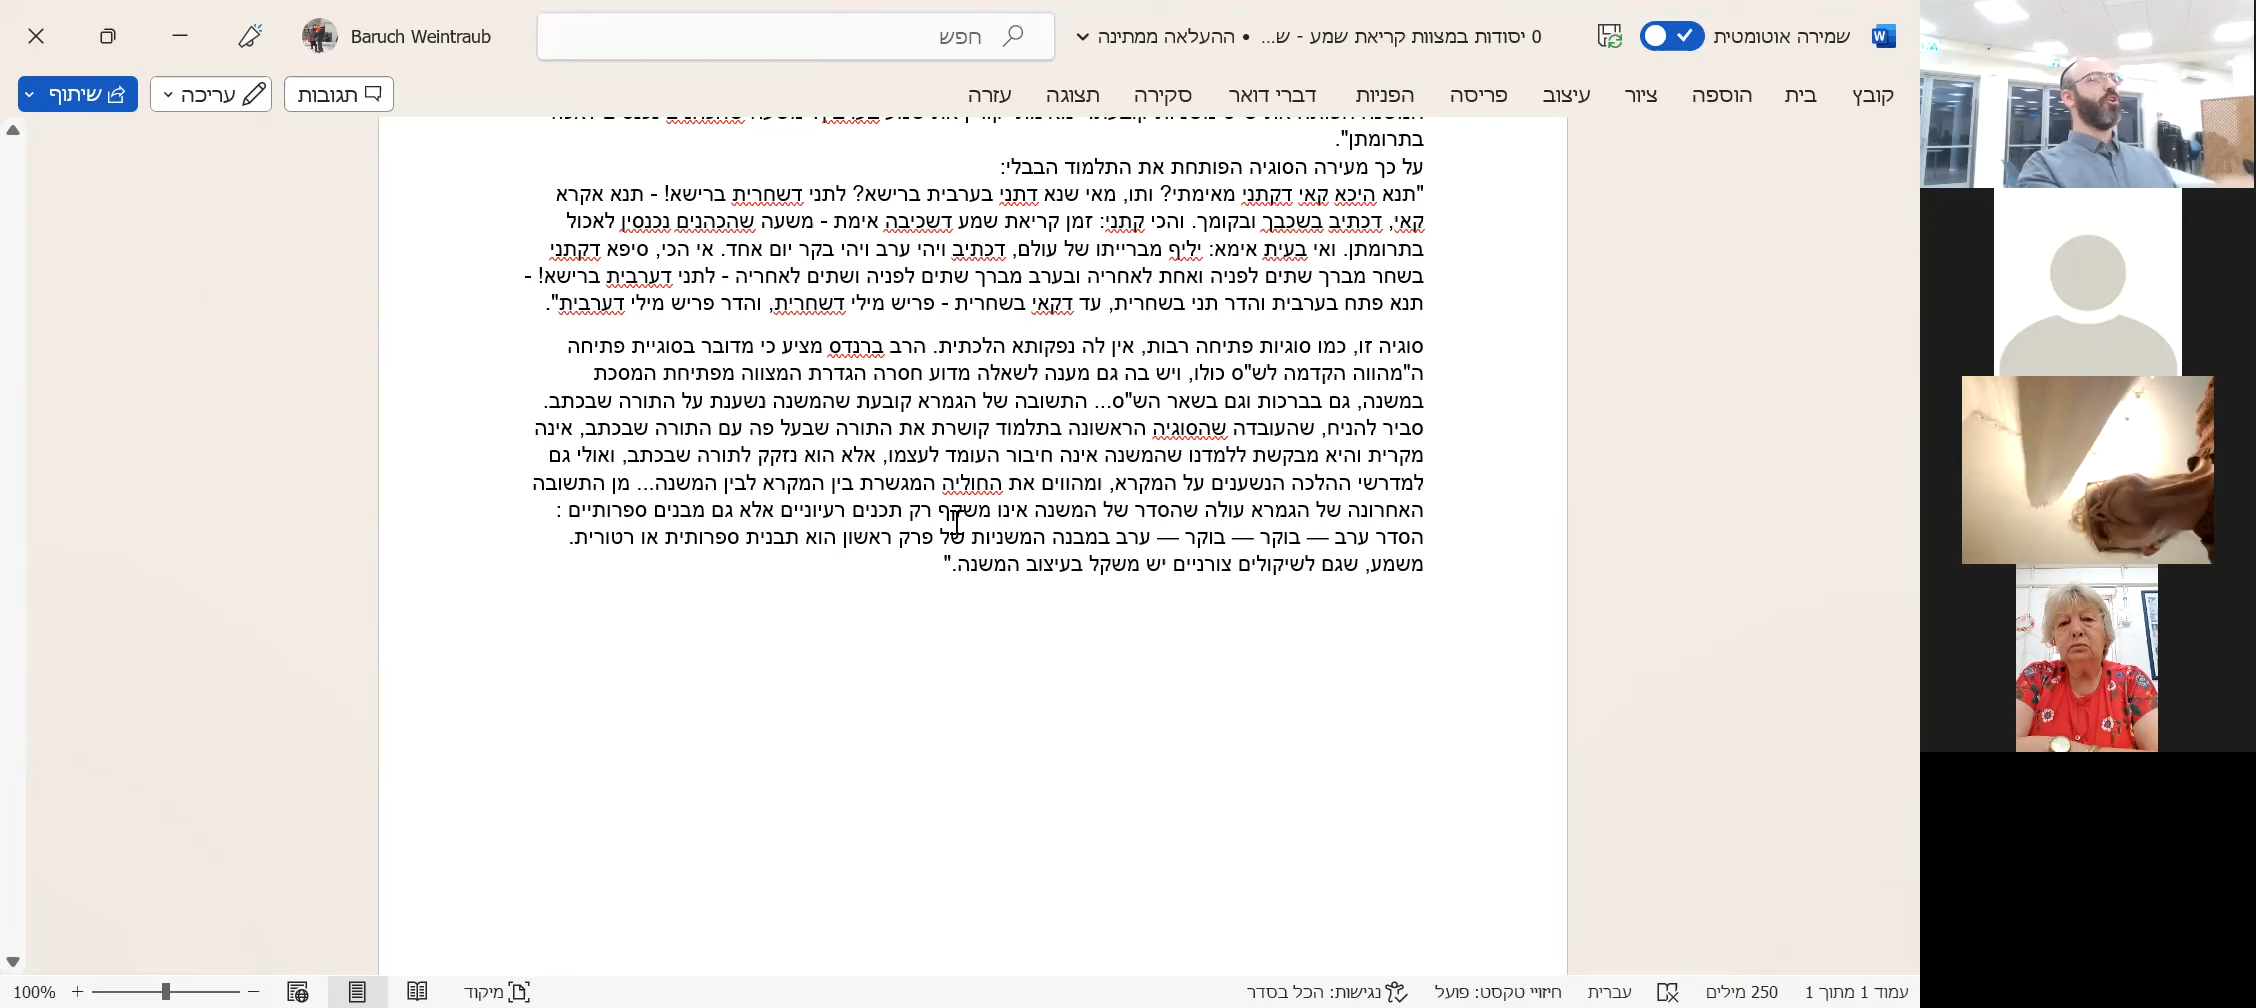 שמירה אוטומטית
0 יסודות במצוות קריאת שמע - ש... • ההעלאה ממתינה
חפש
Baruch Weintraub
קובץ
בית
הוספה
ציור
עיצוב
פריסה
הפניות
דברי דואר
סקירה
תצוגה
עזרה
תגובות
עריכה
שיתוף
בתרומתן".
על כך מעירה הסוגיה הפותחת את התלמוד הבבלי:
"תנא היכא קאי דקתני מאימתי? ותו, מאי שנא דתני בערבית ברישא? לתני דשחרית ברישא! - תנא אקרא
קאי, דכתיב בשכבך ובקומך. והכי קתני: זמן קריאת שמע דשכיבה אימת - משעה שהכהנים נכנסין לאכול
בתרומתן. ואי בעית אימא: יליף מברייתו של עולם, דכתיב ויהי ערב ויהי בקר יום אחד. אי הכי, סיפא דקתני
בשחר מברך שתים לפניה ואחת לאחריה ובערב מברך שתים לפניה ושתים לאחריה - לתני דערבית ברישא! -
תנא פתח בערבית והדר תני בשחרית, עד דקאי בשחרית - פריש מילי דשחרית, והדר פריש מילי דערבית".
סוגיה זו, כמו סוגיות פתיחה רבות, אין לה נפקותא הלכתית. הרב ברנדס מציע כי מדובר בסוגיית פתיחה
ה"מהווה הקדמה לש"ס כולו, ויש בה גם מענה לשאלה מדוע חסרה הגדרת המצווה מפתיחת המסכת
במשנה, גם בברכות וגם בשאר הש"ס... התשובה של הגמרא קובעת שהמשנה נשענת על התורה שבכתב.
סביר להניח, שהעובדה שהסוגיה הראשונה בתלמוד קושרת את התורה שבעל פה עם התורה שבכתב, אינה
מקרית והיא מבקשת ללמדנו שהמשנה אינה חיבור העומד לעצמו, אלא הוא נזקק לתורה שבכתב, ואולי גם
למדרשי ההלכה הנשענים על המקרא, ומהווים את החוליה המגשרת בין המקרא לבין המשנה... מן התשובה
האחרונה של הגמרא עולה שהסדר של המשנה אינו משקף רק תכנים רעיוניים אלא גם מבנים ספרותיים :
הסדר ערב — בוקר — בוקר — ערב במבנה המשניות של פרק ראשון הוא תבנית ספרותית או רטורית.
משמע, שגם לשיקולים צורניים יש משקל בעיצוב המשנה."
עמוד 1 מתוך 1
250 מילים
עברית
חיזויי טקסט: פועל
נגישות: הכל בסדר
מיקוד
100%